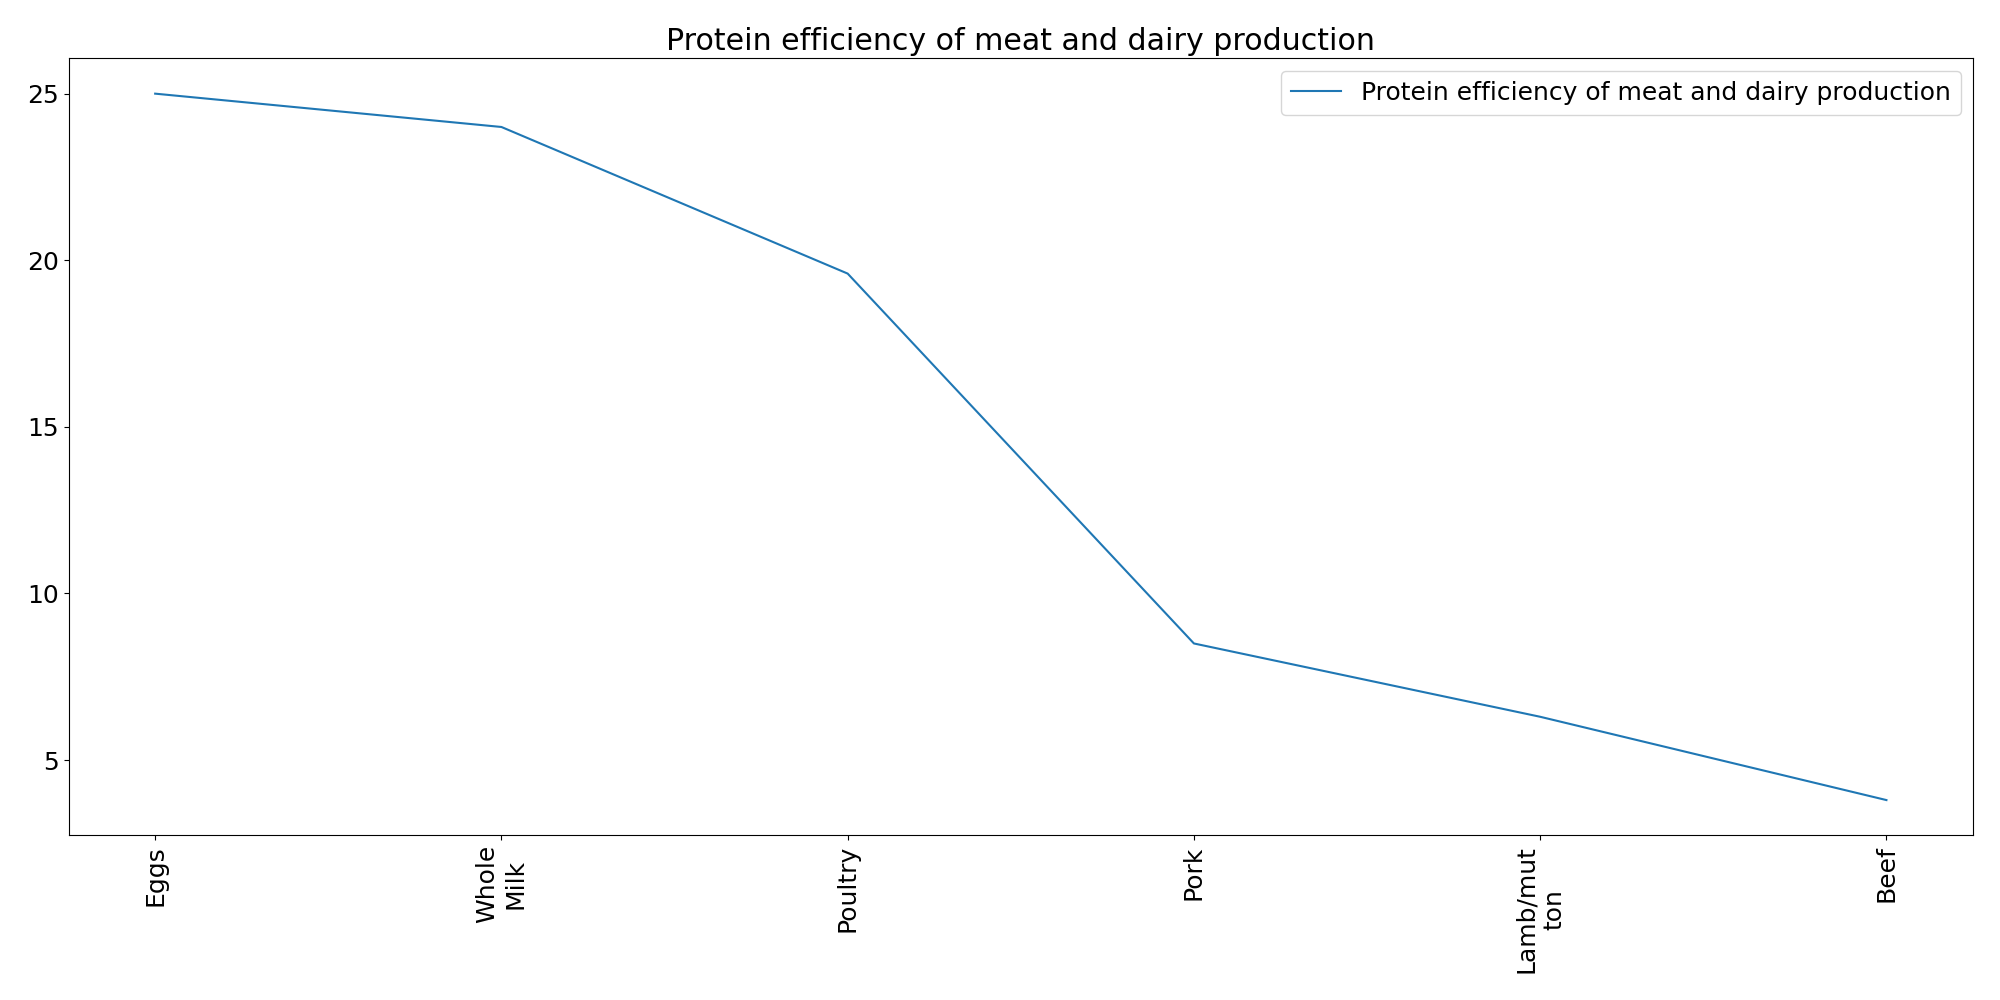 Protein efficiency of meat and dairy production
Protein efficiency of meat and dairy production
25
20
15
10
5
Eggs
Whole
Milk
Poultry
Pork
Lamb/mut
ton
Beef